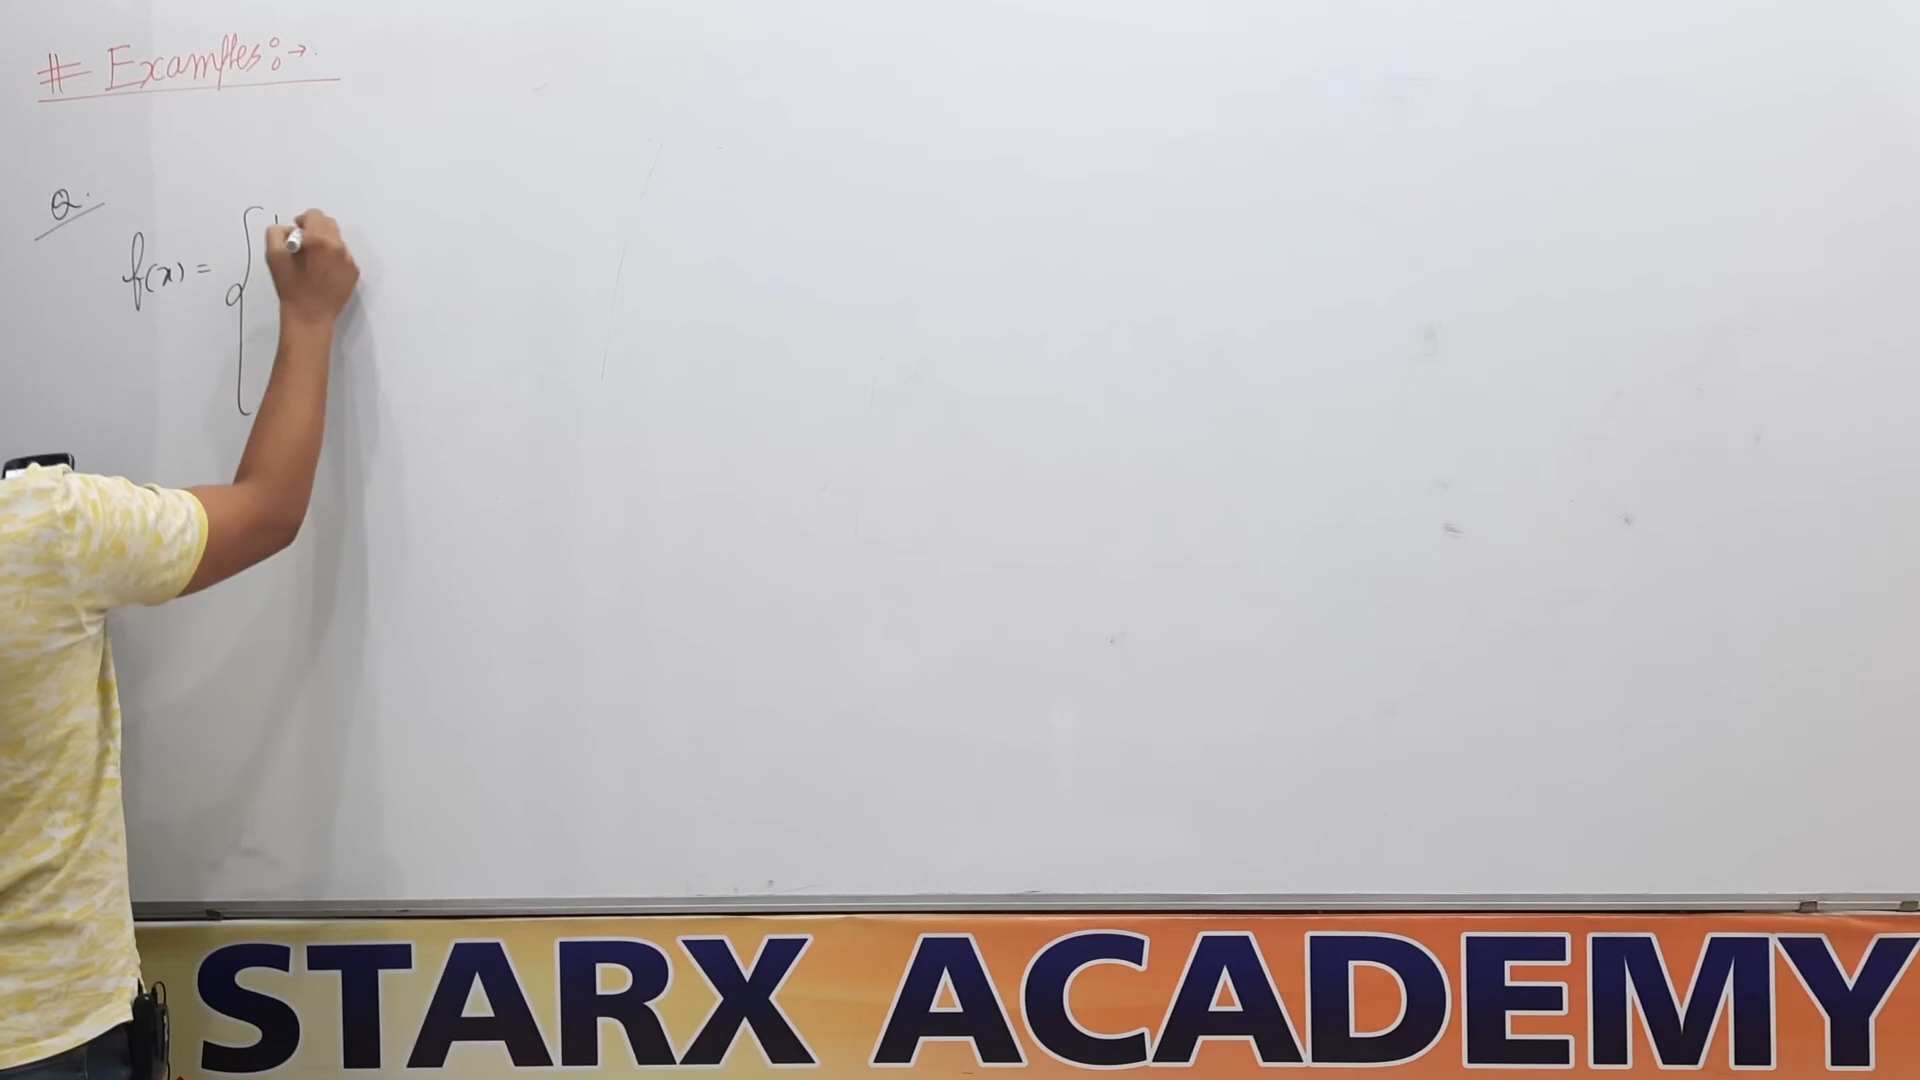 # Examples:→
Q.
f(x) = {
STARX ACADEMY